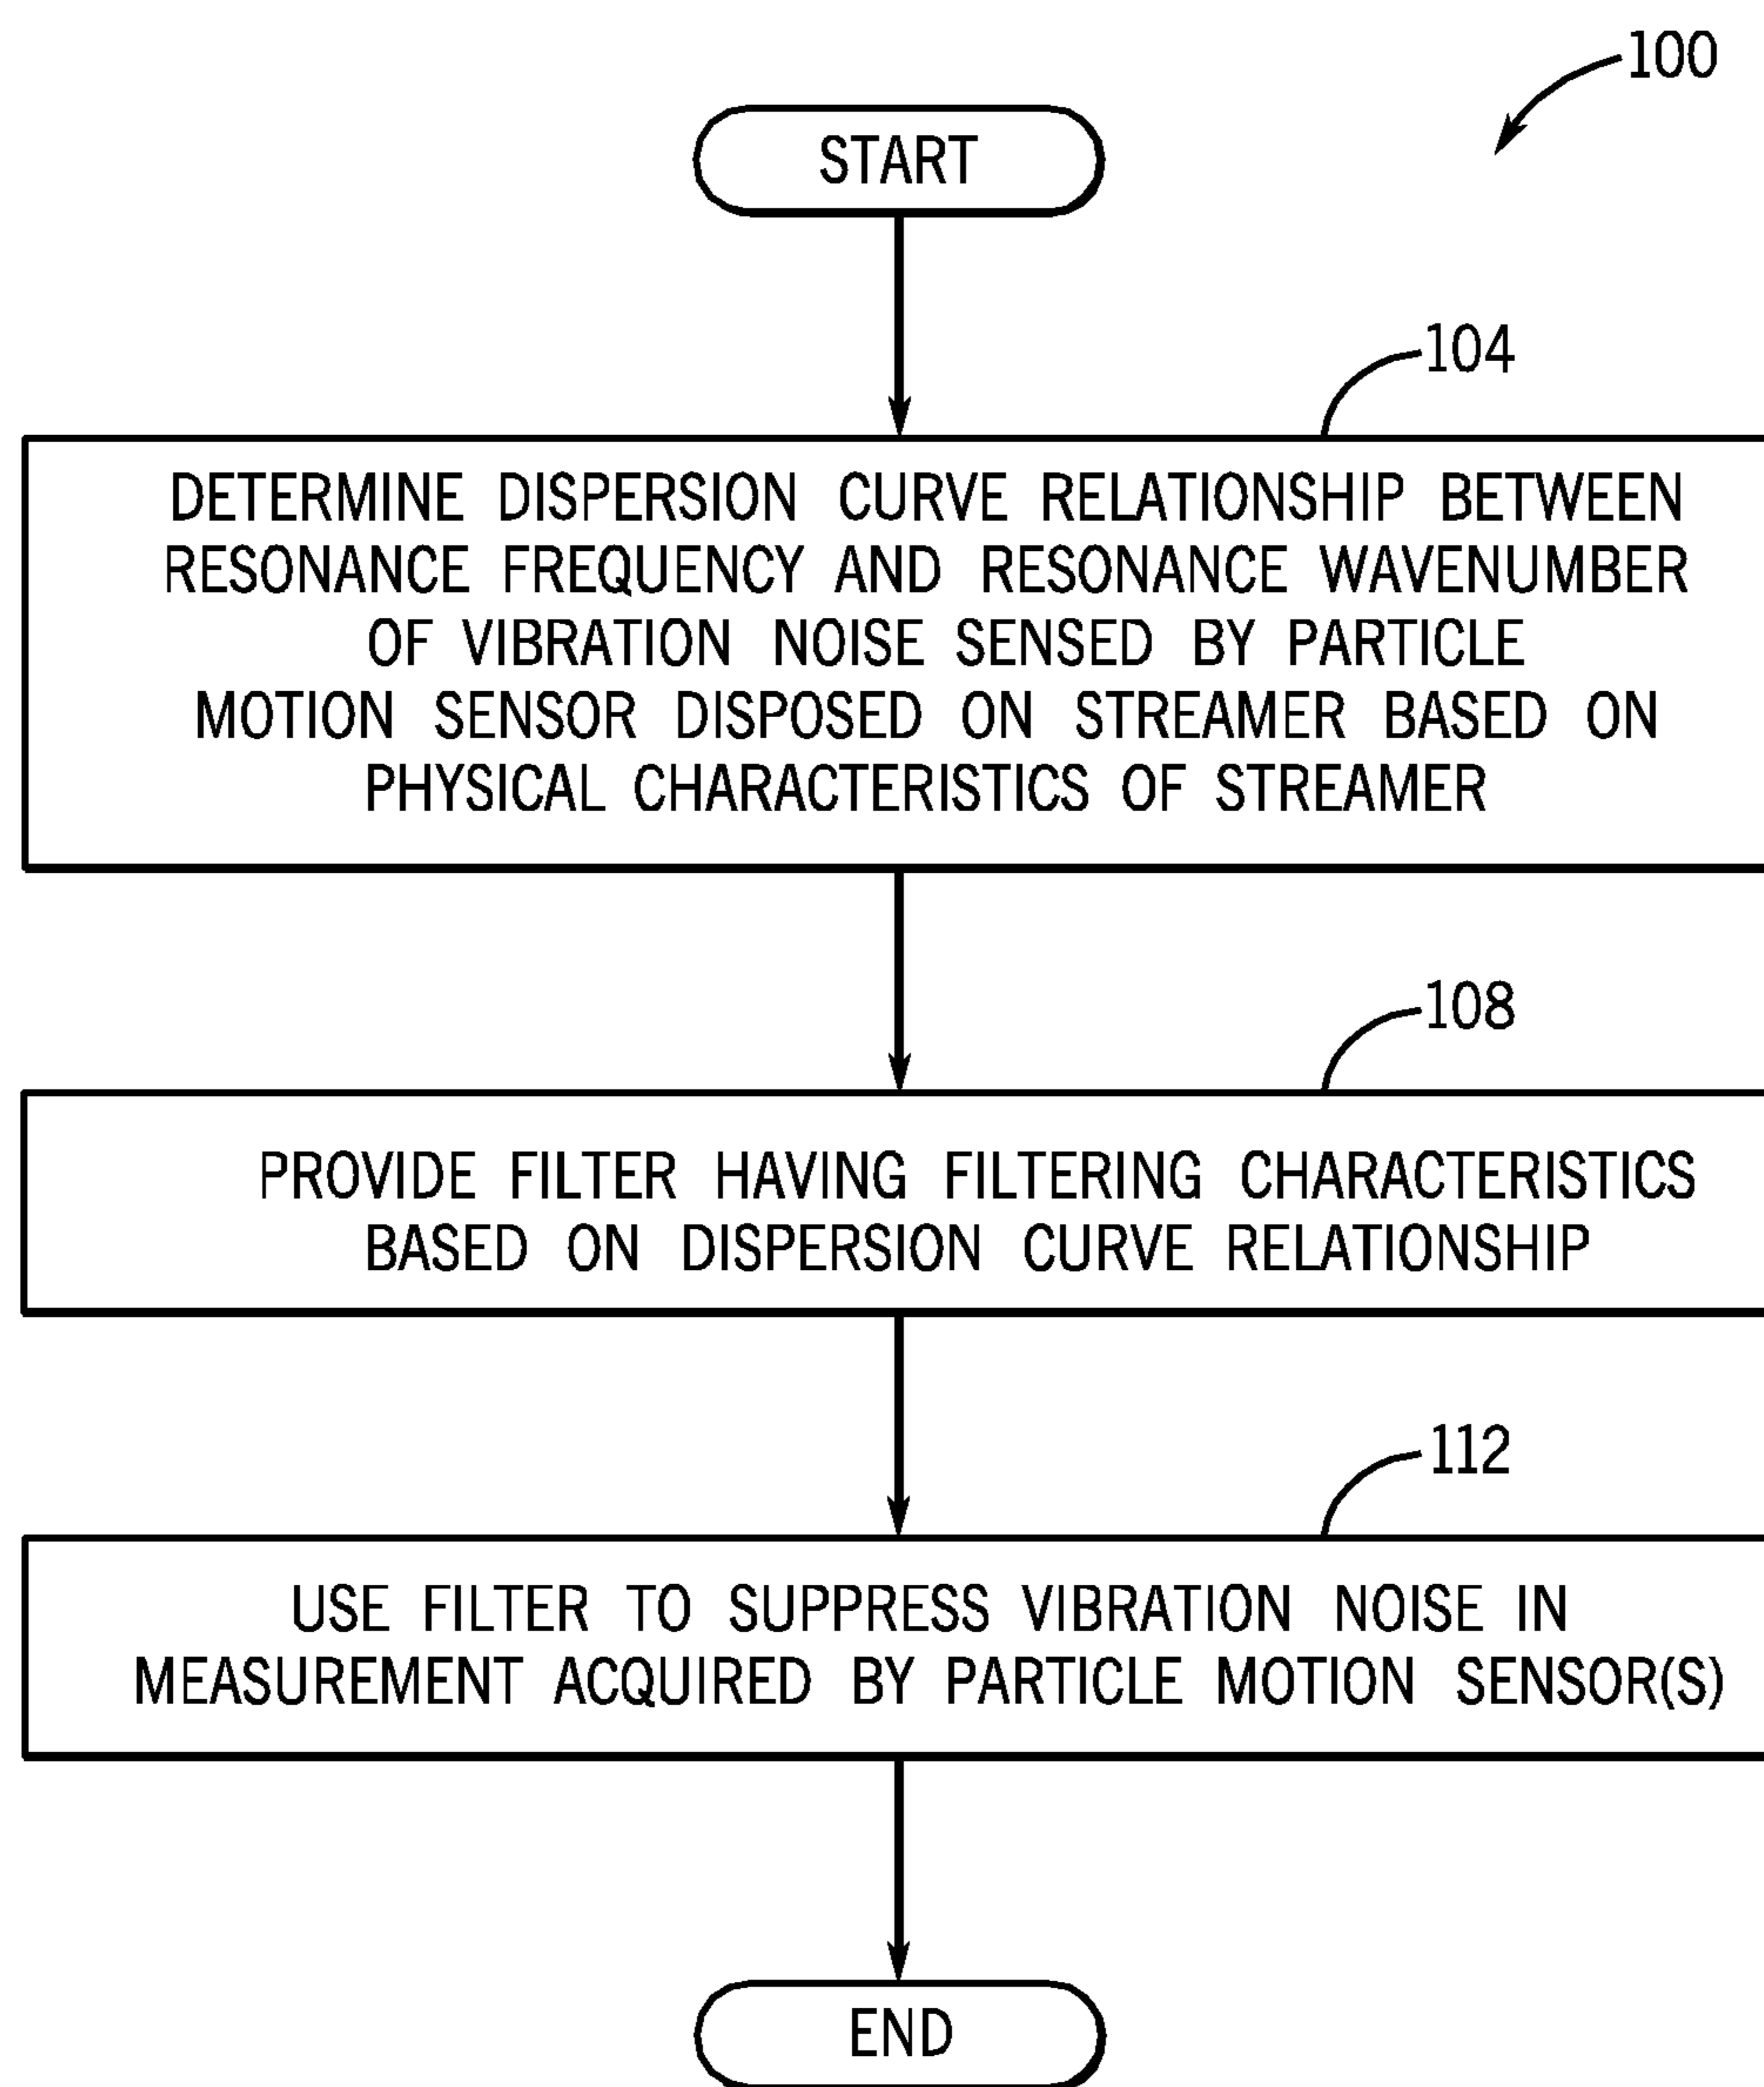 100
START
104
DETERMINE DISPERSION CURVE RELATIONSHIP BETWEEN
RESONANCE FREQUENCY AND RESONANCE WAVENUMBER
OF VIBRATION NOISE SENSED BY PARTICLE
MOTION SENSOR DISPOSED ON STREAMER BASED ON
PHYSICAL CHARACTERISTICS OF STREAMER
108
PROVIDE FILTER HAVING FILTERING CHARACTERISTICS
BASED ON DISPERSION CURVE RELATIONSHIP
112
USE FILTER TO SUPPRESS VIBRATION NOISE IN
MEASUREMENT ACQUIRED BY PARTICLE MOTION SENSOR(S)
END